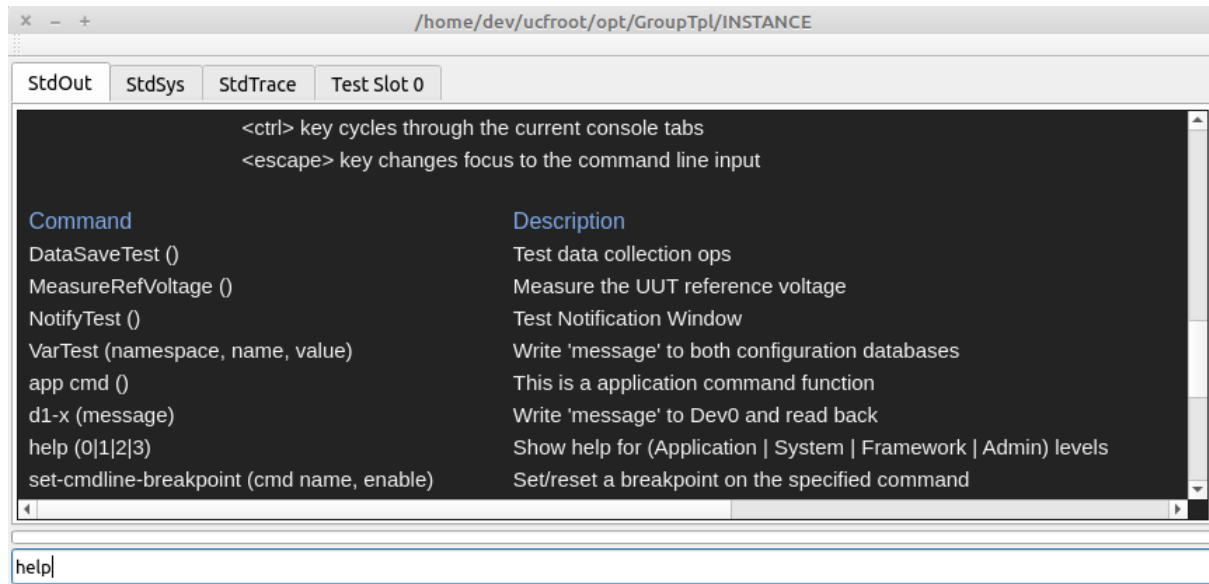 × – + /home/dev/ucfroot/opt/GroupTpl/INSTANCE
StdOut StdSys StdTrace Test Slot 0
<ctrl> key cycles through the current console tabs
<escape> key changes focus to the command line input
Command Description
DataSaveTest () Test data collection ops
MeasureRefVoltage () Measure the UUT reference voltage
NotifyTest () Test Notification Window
VarTest (namespace, name, value) Write 'message' to both configuration databases
app cmd () This is a application command function
d1-x (message) Write 'message' to Dev0 and read back
help (0|1|2|3) Show help for (Application | System | Framework | Admin) levels
set-cmdline-breakpoint (cmd name, enable) Set/reset a breakpoint on the specified command
help